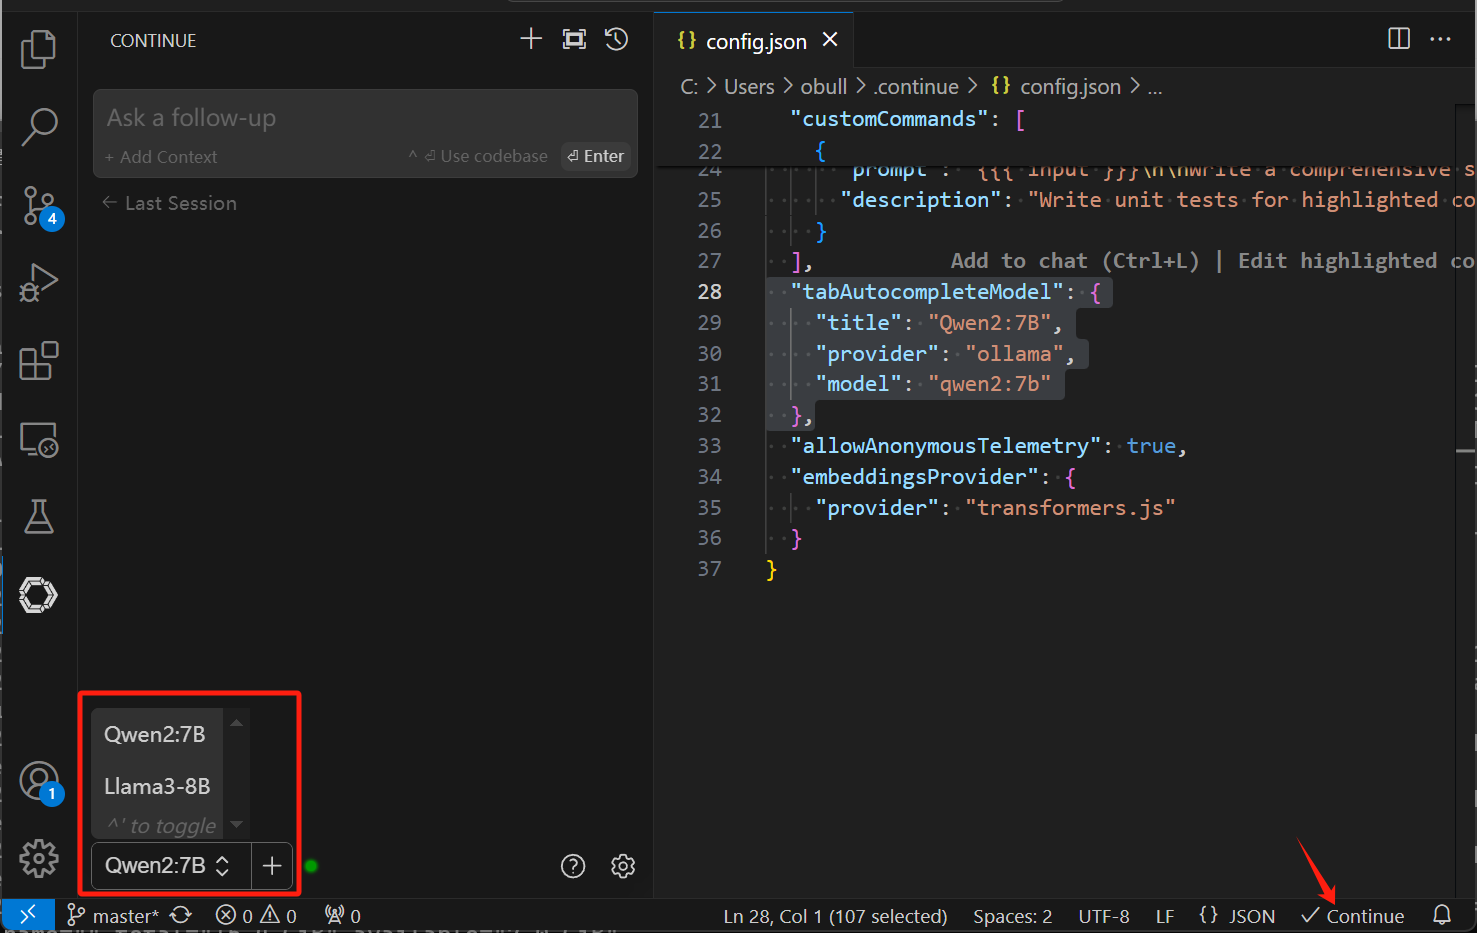 CONTINUE
Ask a follow-up
+ Add Context
^ ⏎ Use codebase
⏎ Enter
← Last Session
4
1
Qwen2:7B
Llama3-8B
^' to toggle
Qwen2:7B
{} config.json ×
C: > Users > obull > .continue > {} config.json > ...
21 "customCommands": [
22 {
24 "prompt": "{{{ input }}}\n\nWrite a comprehensive s
25 "description": "Write unit tests for highlighted co
26 }
27 ],
Add to chat (Ctrl+L) | Edit highlighted co
28 "tabAutocompleteModel": {
29 "title": "Qwen2:7B",
30 "provider": "ollama",
31 "model": "qwen2:7b"
32 },
33 "allowAnonymousTelemetry": true,
34 "embeddingsProvider": {
35 "provider": "transformers.js"
36 }
37 }
master* 0 0 0 Ln 28, Col 1 (107 selected) Spaces: 2 UTF-8 LF {} JSON ✓ Continue